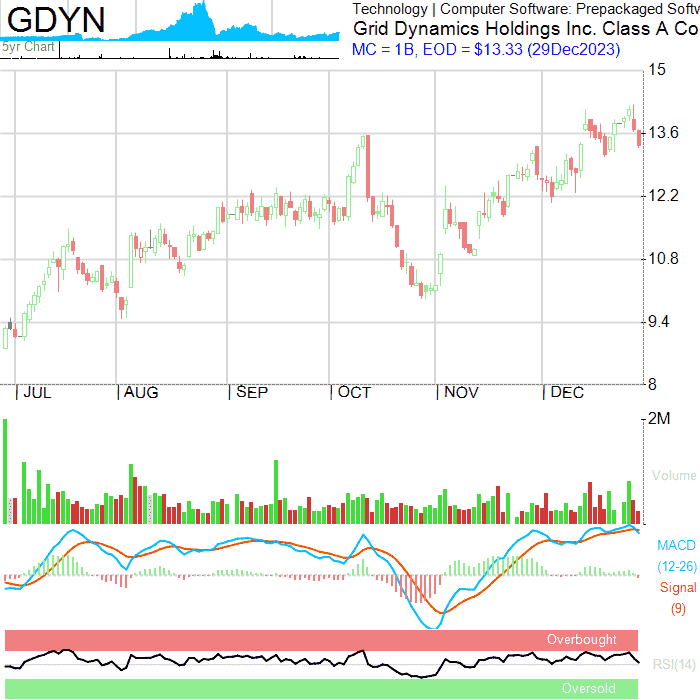 GDYN
Technology | Computer Software: Prepackaged Softw
5yr Chart
Grid Dynamics Holdings Inc. Class A Co
MC = 1B, EOD = $13.33 (29Dec2023)
15
13.6
12.2
10.8
9.4
8
JUL AUG SEP OCT NOV DEC
2M
Volume
MACD
(12-26)
Signal
(9)
Overbought
RSI(14)
Oversold